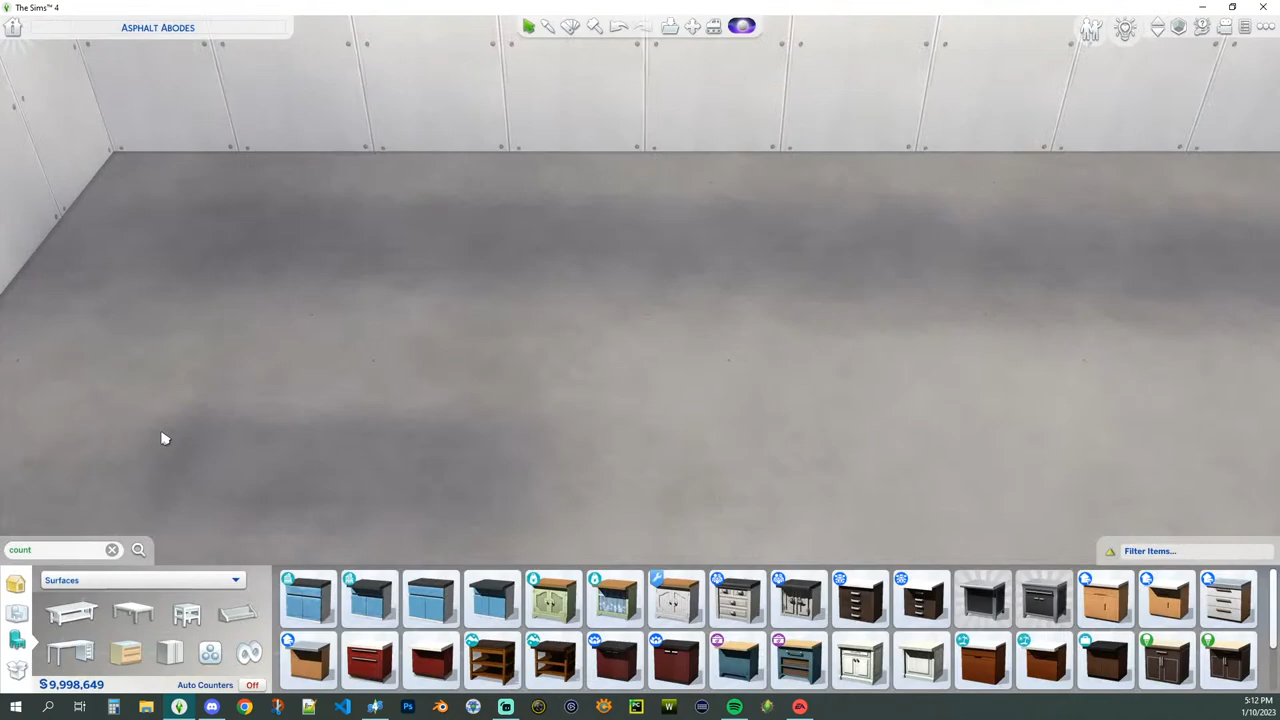 The Sims™ 4
ASPHALT ABODES
count
Filter Items...
Surfaces
§9,998,649
Auto Counters Off
5:12 PM
1/10/2023